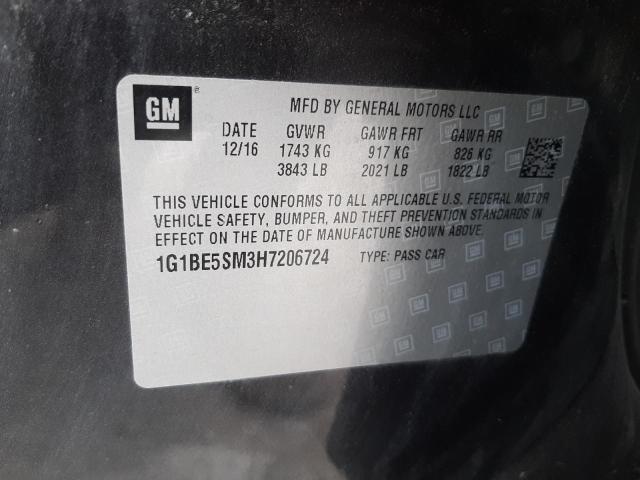 GM ®
MFD BY GENERAL MOTORS LLC
DATE GVWR GAWR FRT GAWR RR
12/16 1743 KG 917 KG 826 KG
3843 LB 2021 LB 1822 LB
THIS VEHICLE CONFORMS TO ALL APPLICABLE U.S. FEDERAL MOTOR
VEHICLE SAFETY, BUMPER, AND THEFT PREVENTION STANDARDS IN
EFFECT ON THE DATE OF MANUFACTURE SHOWN ABOVE.
1G1BE5SM3H7206724 TYPE: PASS CAR